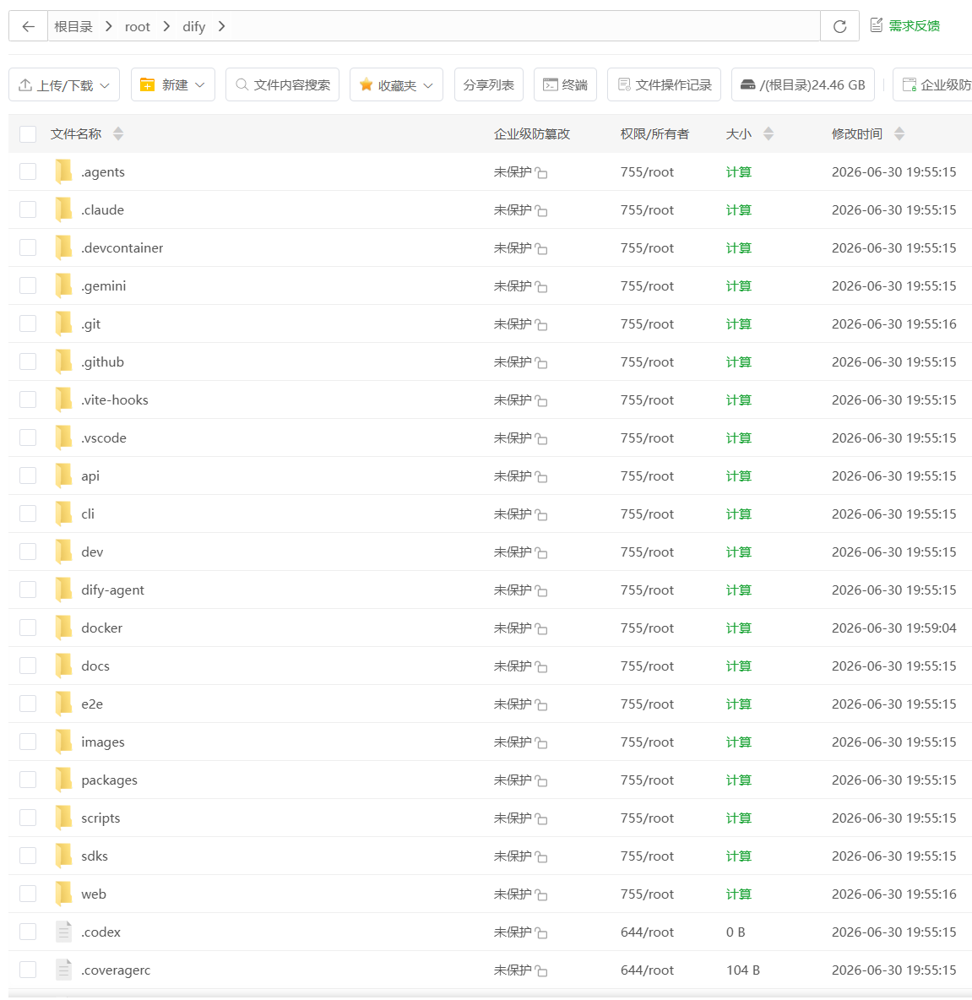 根目录 root dify 需求反馈
上传/下载 新建 文件内容搜索 收藏夹 分享列表 终端 文件操作记录 /(根目录)24.46 GB 企业级防
文件名称 企业级防篡改 权限/所有者 大小 修改时间
.agents 未保护 755/root 计算 2026-06-30 19:55:15
.claude 未保护 755/root 计算 2026-06-30 19:55:15
.devcontainer 未保护 755/root 计算 2026-06-30 19:55:15
.gemini 未保护 755/root 计算 2026-06-30 19:55:15
.git 未保护 755/root 计算 2026-06-30 19:55:16
.github 未保护 755/root 计算 2026-06-30 19:55:15
.vite-hooks 未保护 755/root 计算 2026-06-30 19:55:15
.vscode 未保护 755/root 计算 2026-06-30 19:55:15
api 未保护 755/root 计算 2026-06-30 19:55:15
cli 未保护 755/root 计算 2026-06-30 19:55:15
dev 未保护 755/root 计算 2026-06-30 19:55:15
dify-agent 未保护 755/root 计算 2026-06-30 19:55:15
docker 未保护 755/root 计算 2026-06-30 19:59:04
docs 未保护 755/root 计算 2026-06-30 19:55:15
e2e 未保护 755/root 计算 2026-06-30 19:55:15
images 未保护 755/root 计算 2026-06-30 19:55:15
packages 未保护 755/root 计算 2026-06-30 19:55:15
scripts 未保护 755/root 计算 2026-06-30 19:55:15
sdks 未保护 755/root 计算 2026-06-30 19:55:15
web 未保护 755/root 计算 2026-06-30 19:55:16
.codex 未保护 644/root 0 B 2026-06-30 19:55:15
.coveragerc 未保护 644/root 104 B 2026-06-30 19:55:15